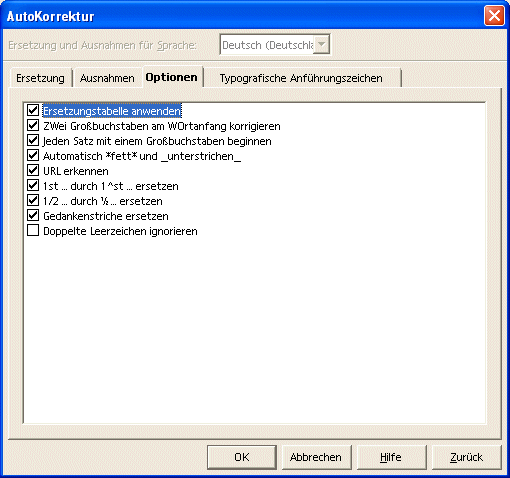 AutoKorrektur
Ersetzung und Ausnahmen für Sprache: Deutsch (Deutschla
Ersetzung Ausnahmen Optionen Typografische Anführungszeichen
Ersetzungstabelle anwenden
ZWei Großbuchstaben am WOrtanfang korrigieren
Jeden Satz mit einem Großbuchstaben beginnen
Automatisch *fett* und _unterstrichen_
URL erkennen
1st ... durch 1^st ... ersetzen
1/2 ... durch ½ ... ersetzen
Gedankenstriche ersetzen
Doppelte Leerzeichen ignorieren
OK Abbrechen Hilfe Zurück